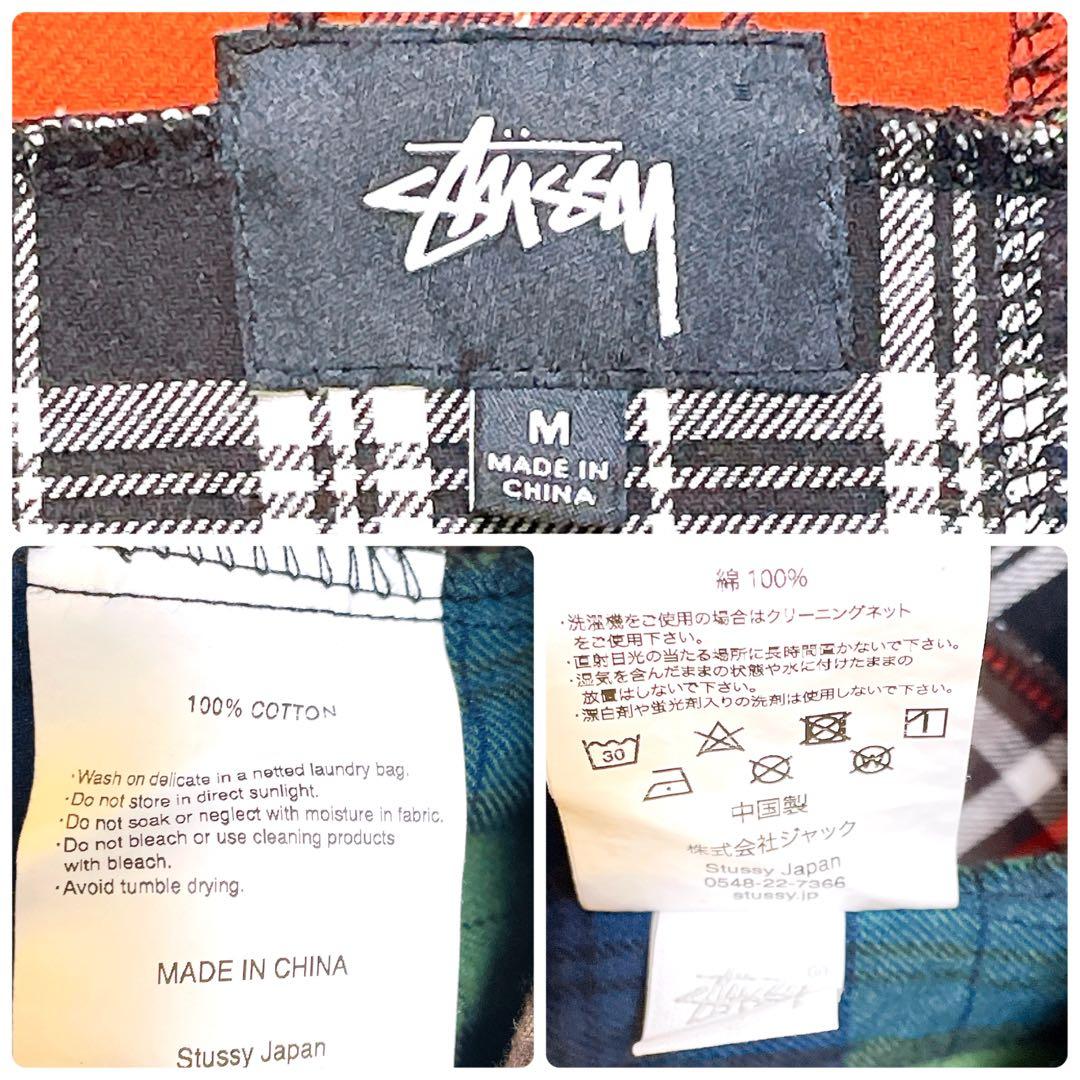 STÜSSY
M
MADE IN
CHINA
100% COTTON
·Wash on delicate in a netted laundry bag.
·Do not store in direct sunlight.
·Do not soak or neglect with moisture in fabric.
·Do not bleach or use cleaning products
with bleach.
·Avoid tumble drying.
MADE IN CHINA
Stussy Japan
綿 100%
·洗濯機をご使用の場合はクリーニングネット
をご使用下さい。
·直射日光の当たる場所に長時間置かないで下さい。
·湿気を含んだままの状態や水に付けたままの
放置はしないで下さい。
·漂白剤や蛍光剤入りの洗剤は使用しないで下さい。
30
W
中国製
株式会社ジャック
Stussy Japan
0548-22-7366
stussy.jp